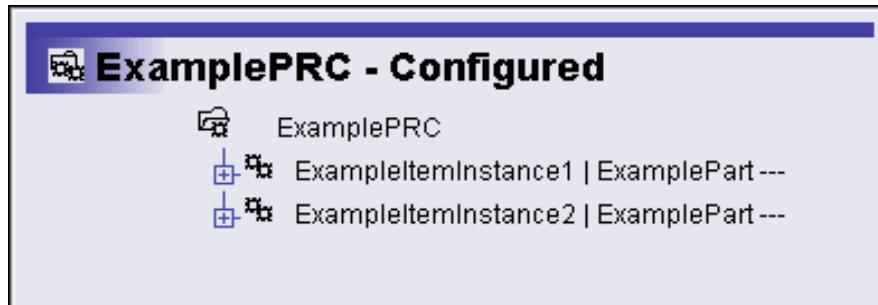 ExamplePRC - Configured
ExamplePRC
ExampleItemInstance1 | ExamplePart ---
ExampleItemInstance2 | ExamplePart ---